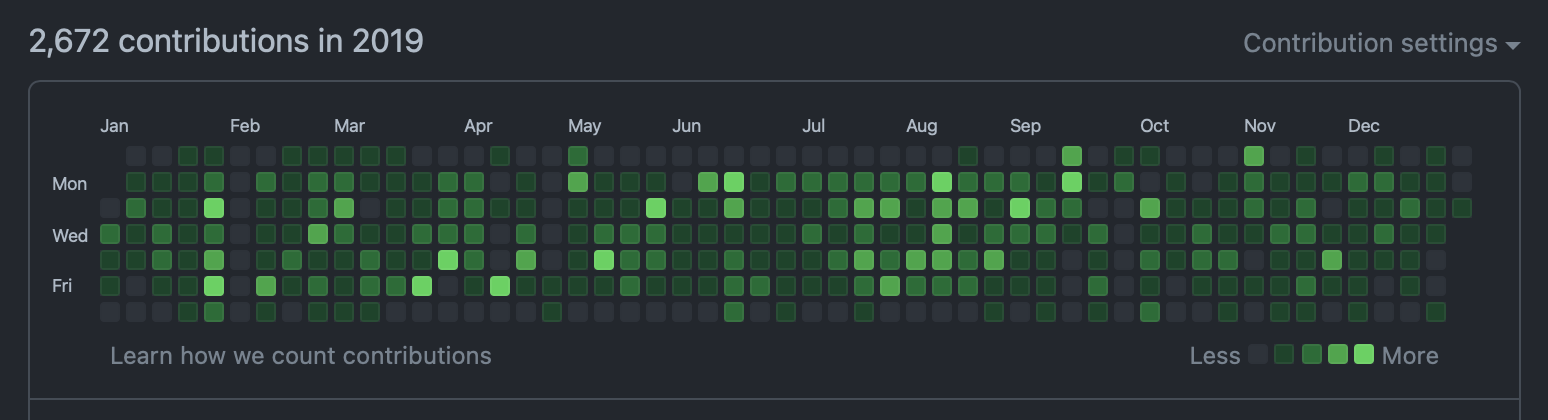 2,672 contributions in 2019
Contribution settings
Jan Feb Mar Apr May Jun Jul Aug Sep Oct Nov Dec
Mon
Wed
Fri
Learn how we count contributions
Less More